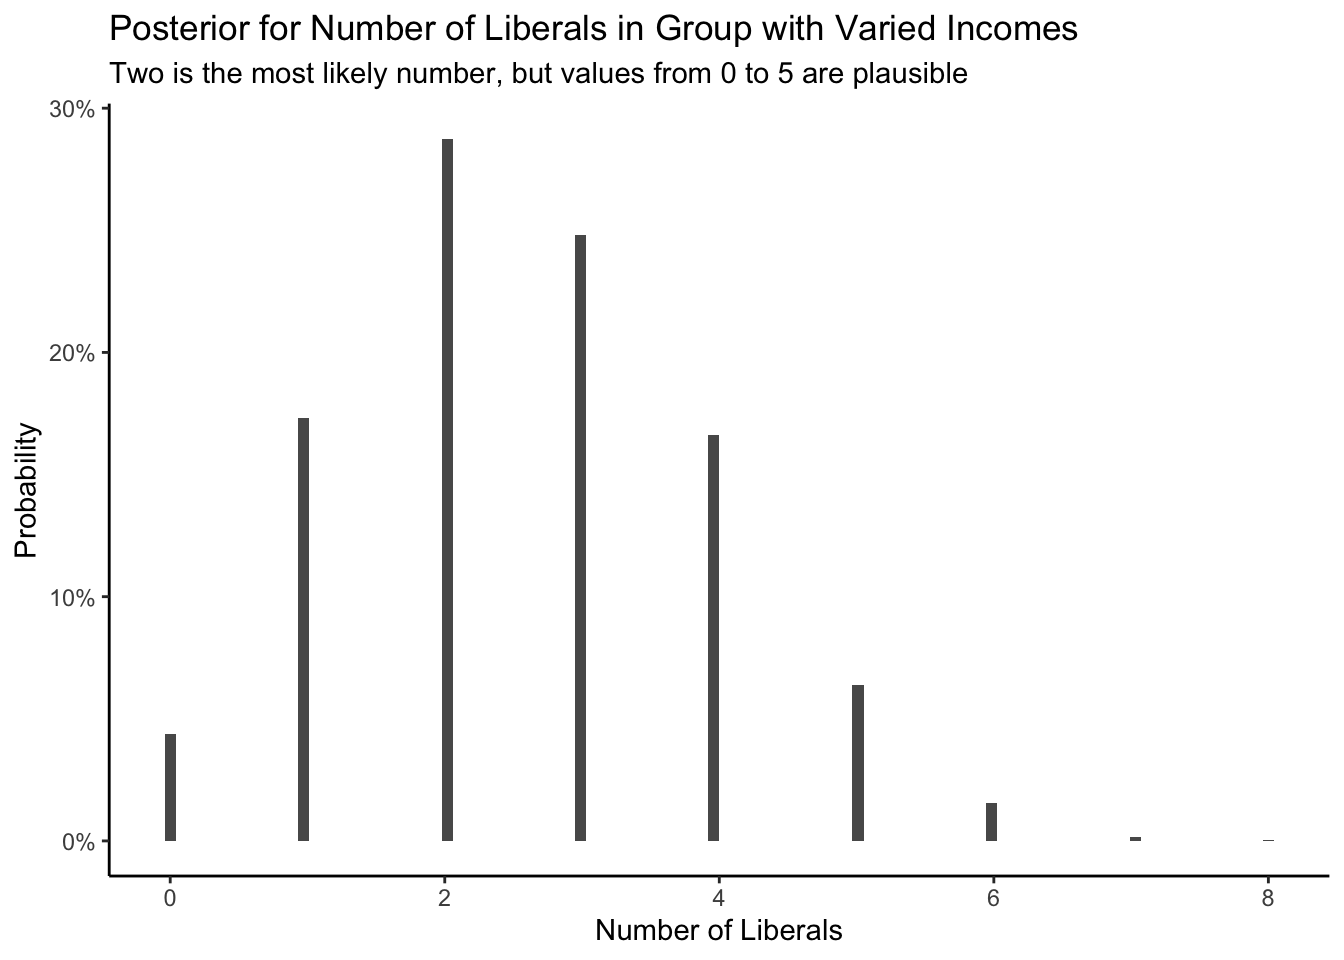 Posterior for Number of Liberals in Group with Varied Incomes
Two is the most likely number, but values from 0 to 5 are plausible
30%
20%
10%
0%
Probability
0 2 4 6 8
Number of Liberals